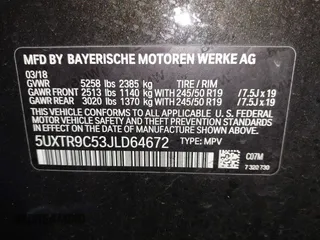 MFD BY BAYERISCHE MOTOREN WERKE AG
03/18
GVWR 5258 lbs 2385 kg TIRE / RIM
GAWR FRONT 2513 lbs 1140 kg WITH 245/50 R19 / 7.5J x 19
GAWR REAR 3020 lbs 1370 kg WITH 245/50 R19 / 7.5J x 19
THIS VEHICLE CONFORMS TO ALL APPLICABLE U. S. FEDERAL
MOTOR VEHICLE SAFETY STANDARDS IN EFFECT ON THE DATE
OF MANUFACTURE SHOWN ABOVE.
5UXTR9C53JLD64672 TYPE: MPV
C07M
7 320 730